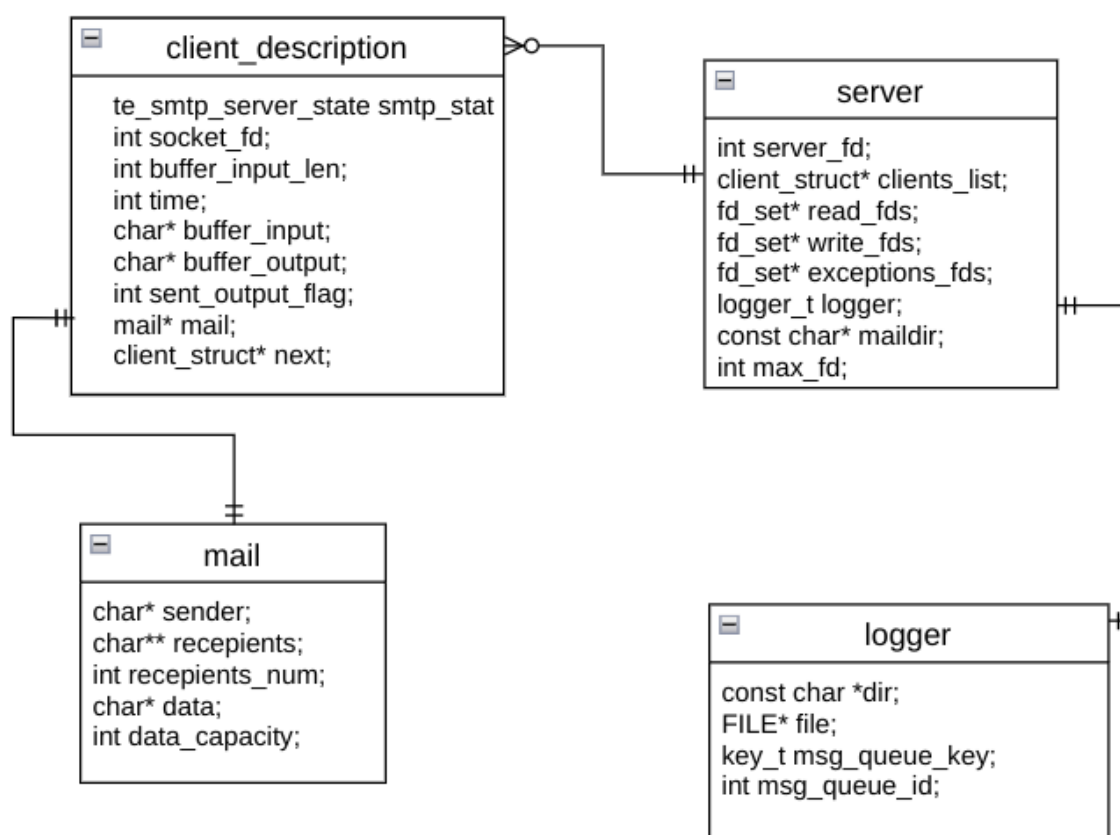 client_description
te_smtp_server_state smtp_stat
int socket_fd;
int buffer_input_len;
int time;
char* buffer_input;
char* buffer_output;
int sent_output_flag;
mail* mail;
client_struct* next;
server
int server_fd;
client_struct* clients_list;
fd_set* read_fds;
fd_set* write_fds;
fd_set* exceptions_fds;
logger_t logger;
const char* maildir;
int max_fd;
mail
char* sender;
char** recepients;
int recepients_num;
char* data;
int data_capacity;
logger
const char *dir;
FILE* file;
key_t msg_queue_key;
int msg_queue_id;